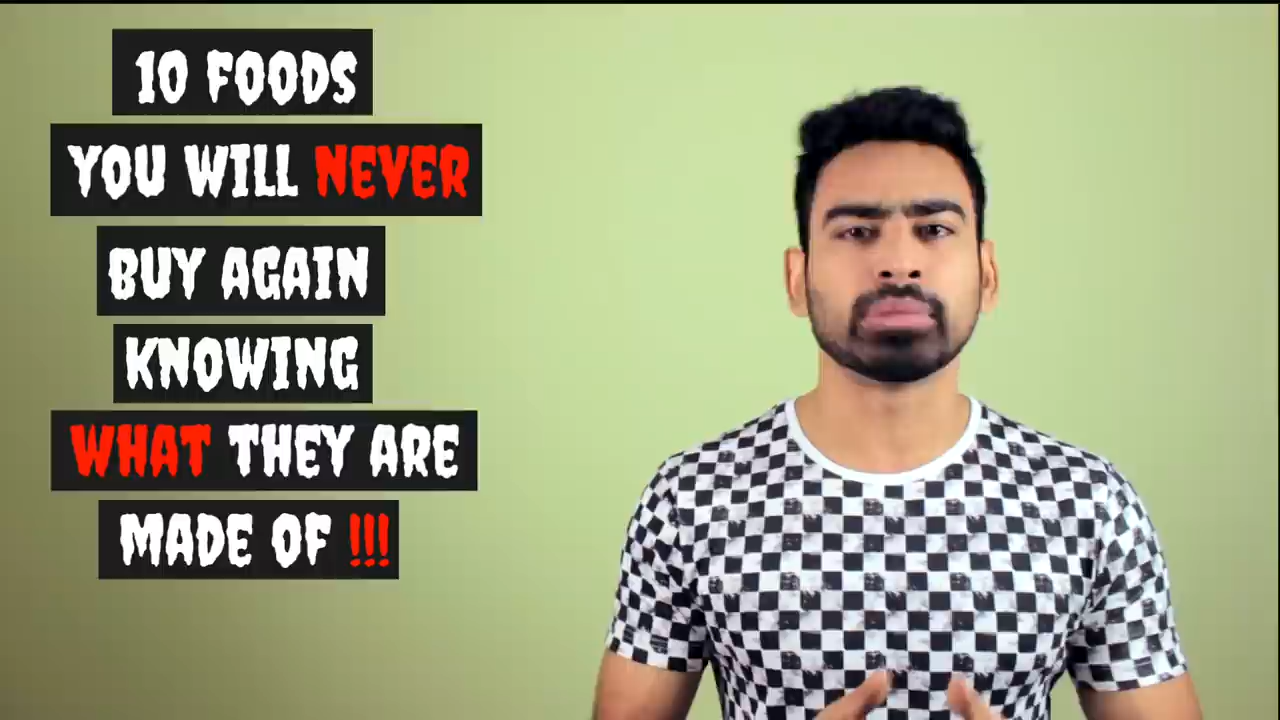 10 FOODS
YOU WILL NEVER
BUY AGAIN
KNOWING
WHAT THEY ARE
MADE OF !!!